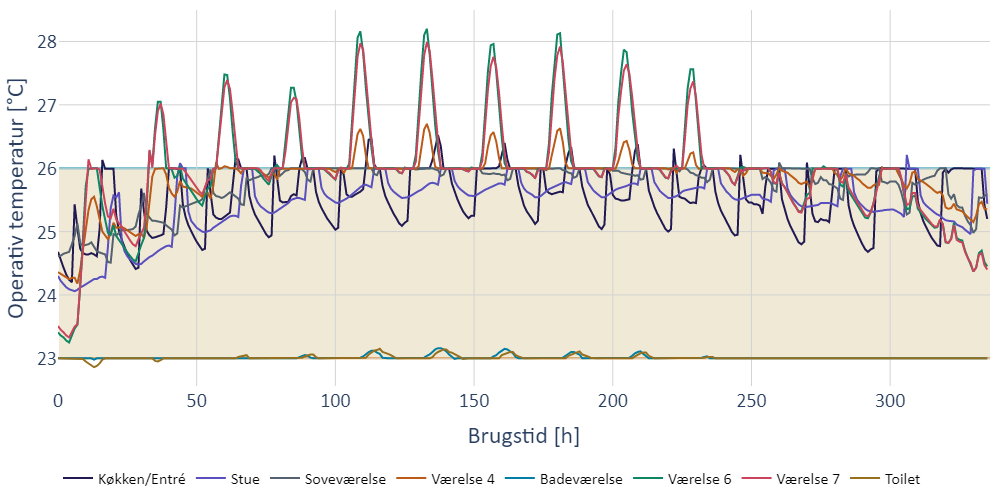 Operativ temperatur [°C]
28
27
26
25
24
23
0 50 100 150 200 250 300
Brugstid [h]
Køkken/Entré Stue Soveværelse Værelse 4 Badeværelse Værelse 6 Værelse 7 Toilet